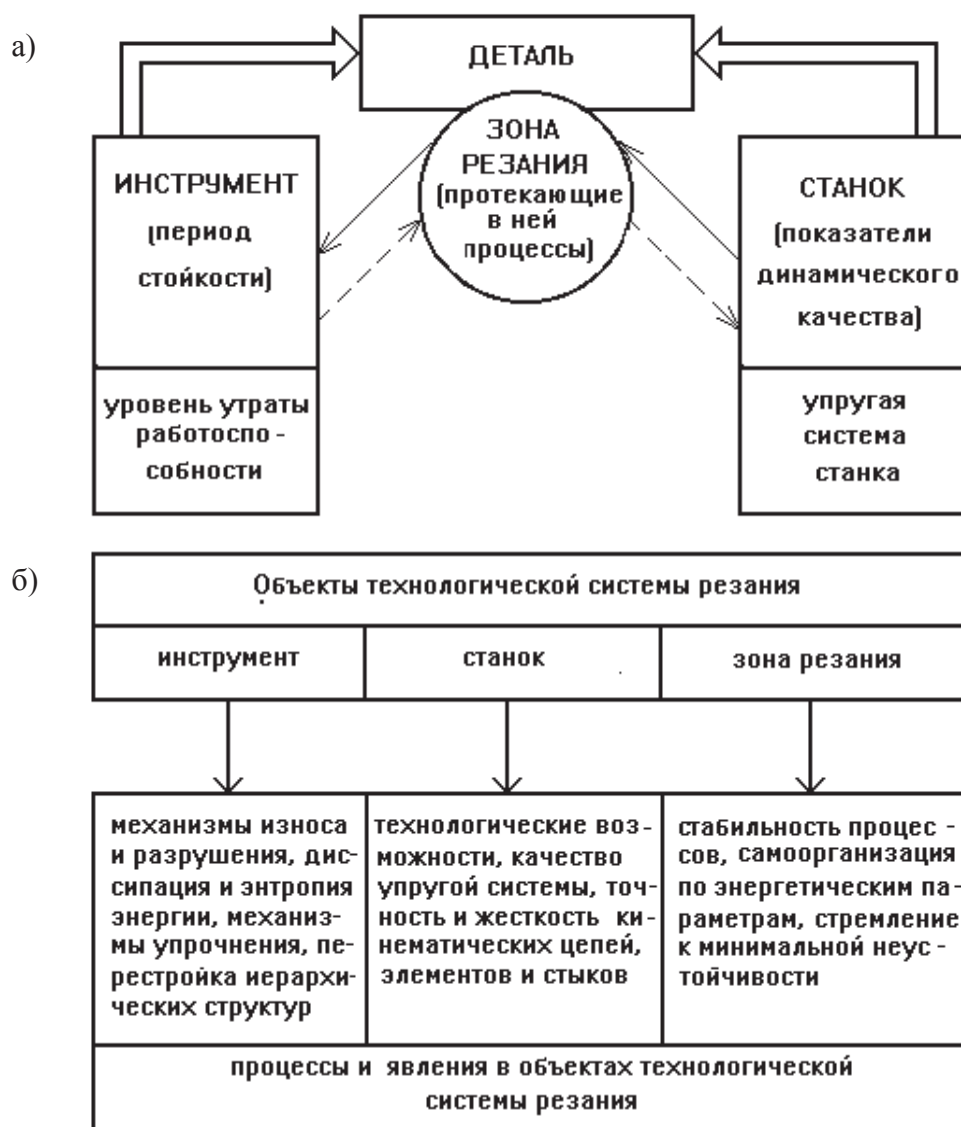 а)
ДЕТАЛЬ
ЗОНА
РЕЗАНИЯ
(протекающие
в ней
процессы)
ИНСТРУМЕНТ
(период
стойкости)
уровень утраты
работоспо -
собности
СТАНОК
(показатели
динамического
качества)
упругая
система
станка
б)
Объекты технологической системы резания
инструмент
станок
зона резания
механизмы износа
и разрушения, дис-
сипация и энтропия
энергии, механиз-
мы упрочнения, пе-
рестройка иерархи-
ческих структур
технологические воз-
можности, качество
упругой системы, точ-
ность и жесткость ки-
нематических цепей,
элементов и стыков
стабильность процес -
сов, самоорганизация
по энергетическим па-
раметрам, стремление
к минимальной неус -
тойчивости
процессы и явления в объектах технологической
системы резания